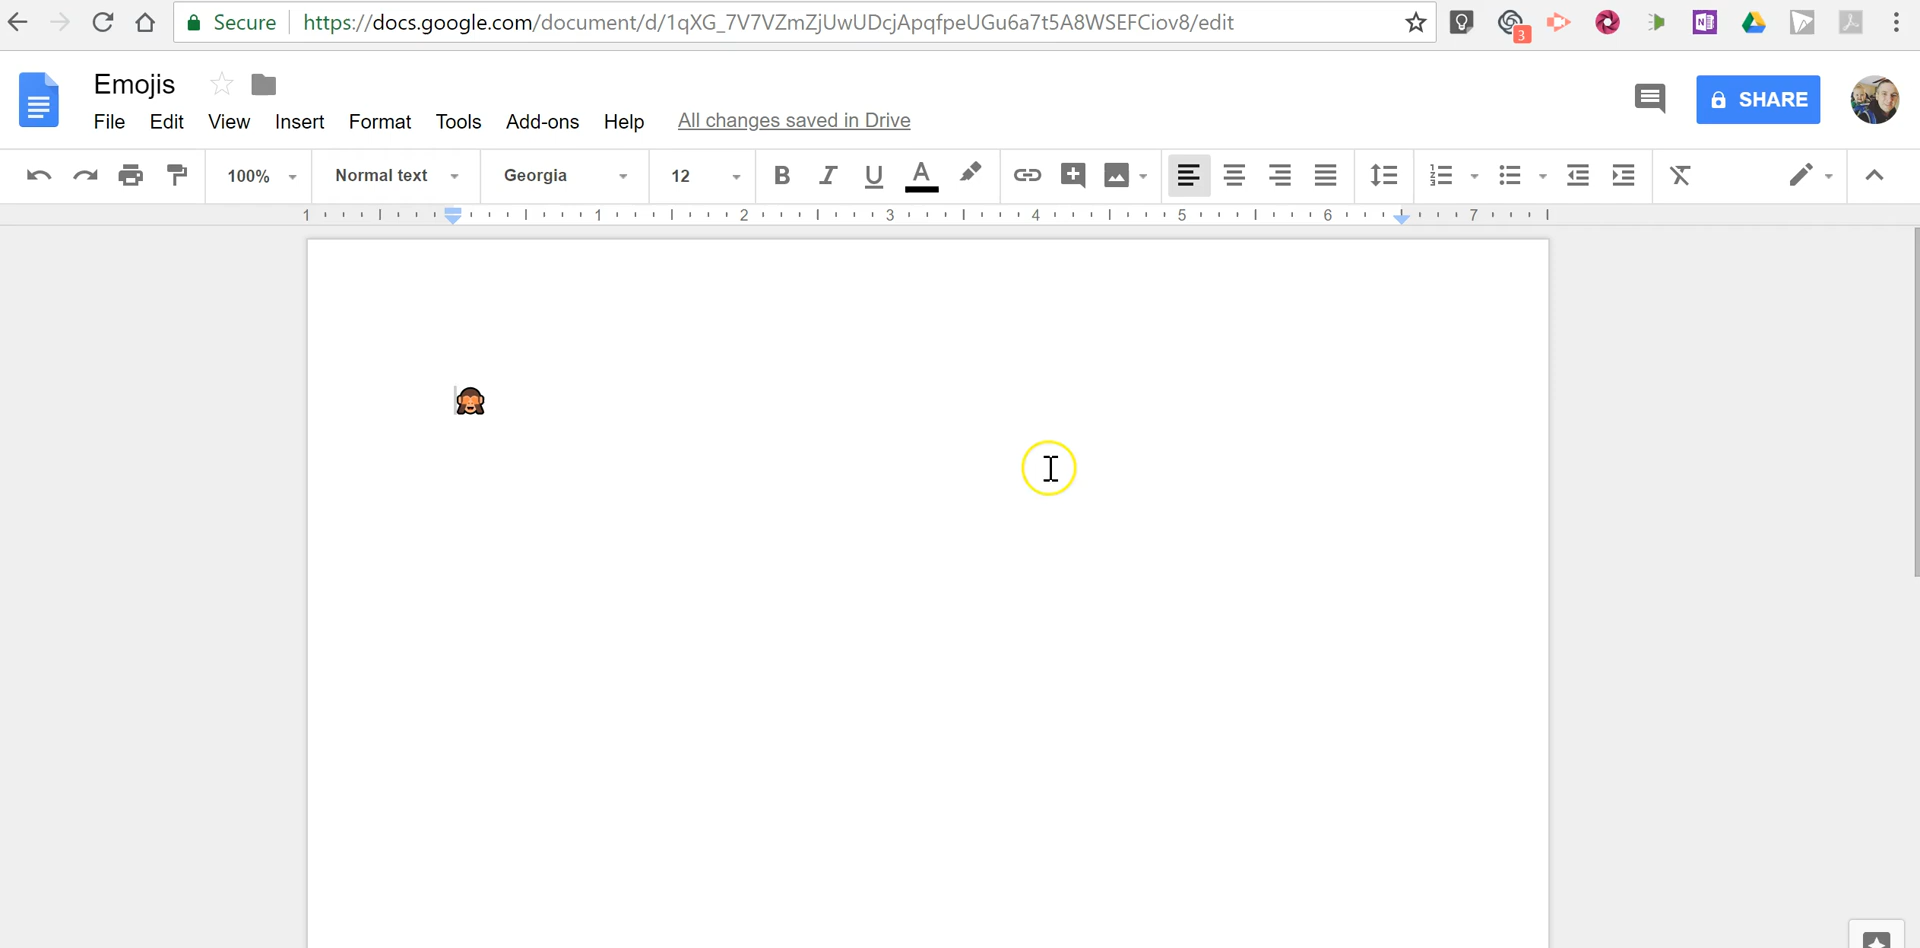 Secure https://docs.google.com/document/d/1qXG_7V7VZmZjUwUDcjApqfpeUGu6a7t5A8WSEFCiov8/edit 3 N
Emojis
File Edit View Insert Format Tools Add-ons Help All changes saved in Drive SHARE
100% Normal text Georgia 12 B I U A
1 1 2 3 4 5 6 7
🙈